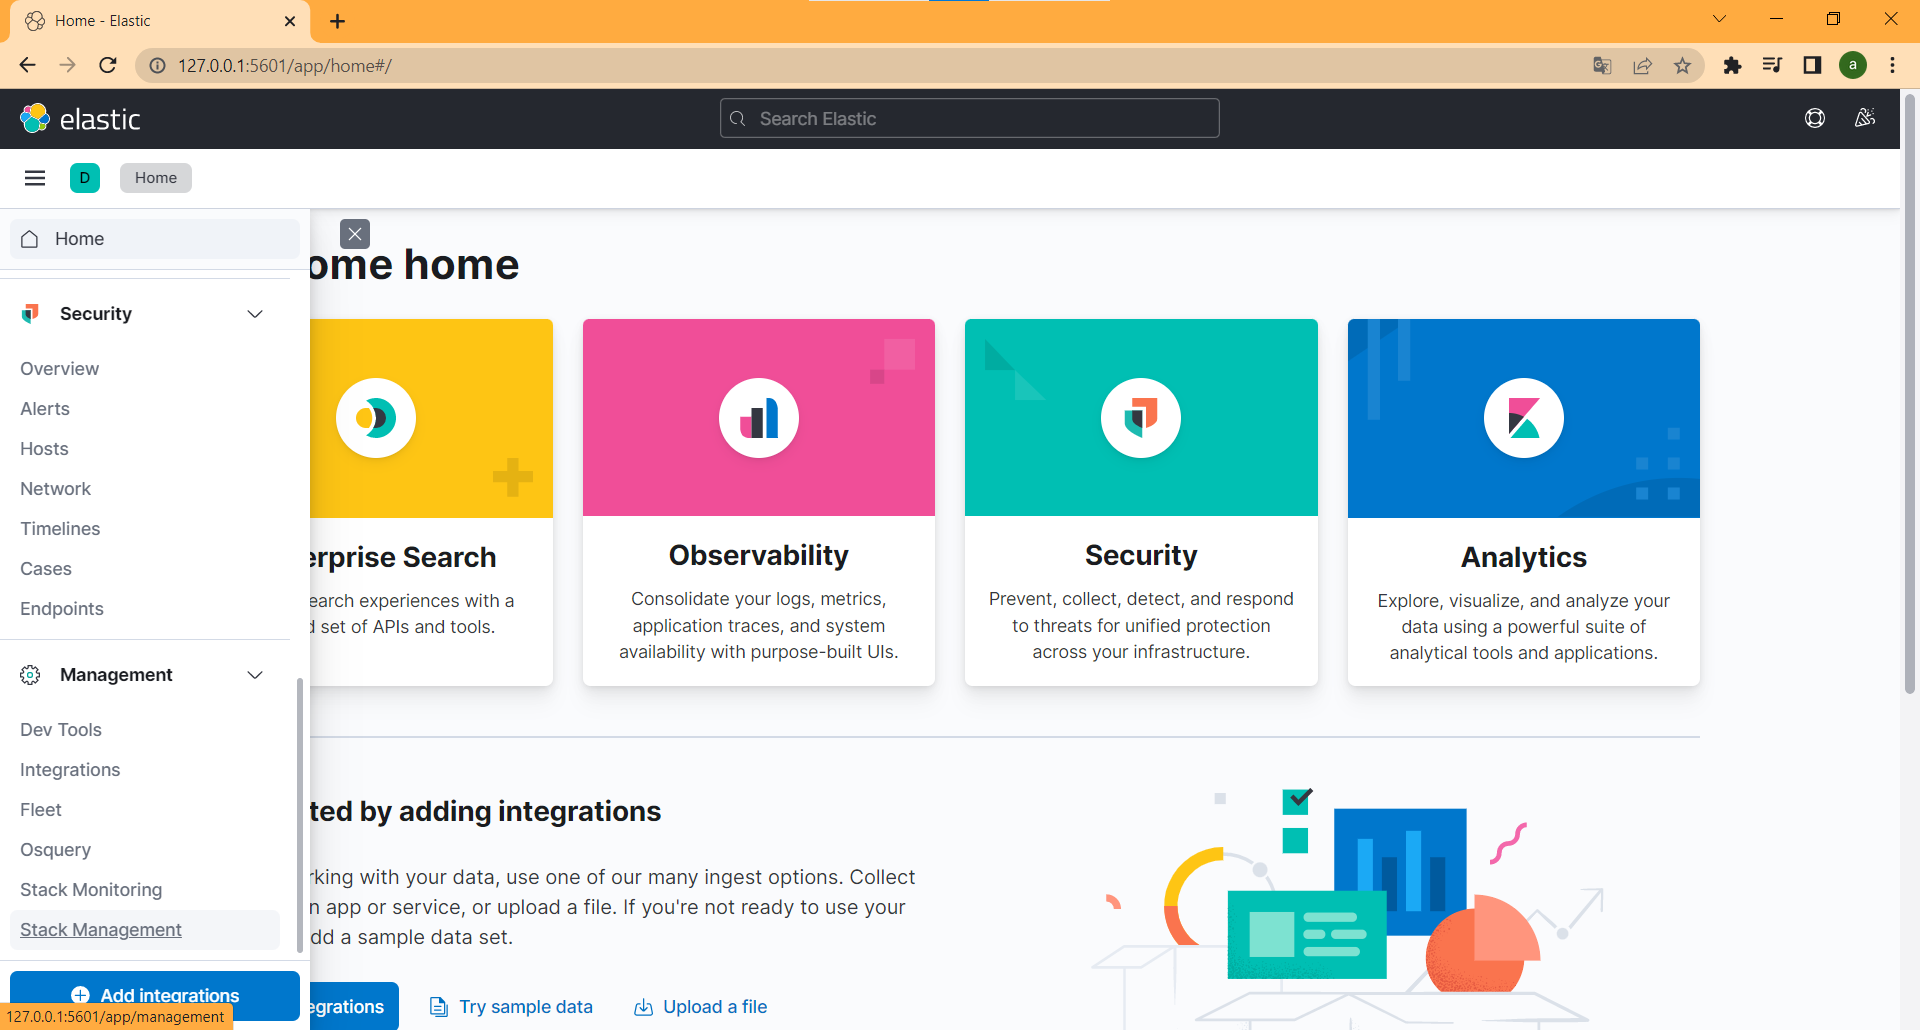 Home - Elastic
127.0.0.1:5601/app/home#/
a
elastic
Search Elastic
D
Home
Home
ome home
Security
Overview
Alerts
Hosts
Network
Timelines
Cases
Endpoints
Management
Dev Tools
Integrations
Fleet
Osquery
Stack Monitoring
Stack Management
Add integrations
127.0.0.1:5601/app/management
erprise Search
earch experiences with a
d set of APIs and tools.
Observability
Consolidate your logs, metrics,
application traces, and system
availability with purpose-built UIs.
Security
Prevent, collect, detect, and respond
to threats for unified protection
across your infrastructure.
Analytics
Explore, visualize, and analyze your
data using a powerful suite of
analytical tools and applications.
ted by adding integrations
rking with your data, use one of our many ingest options. Collect
n app or service, or upload a file. If you're not ready to use your
dd a sample data set.
egrations
Try sample data
Upload a file